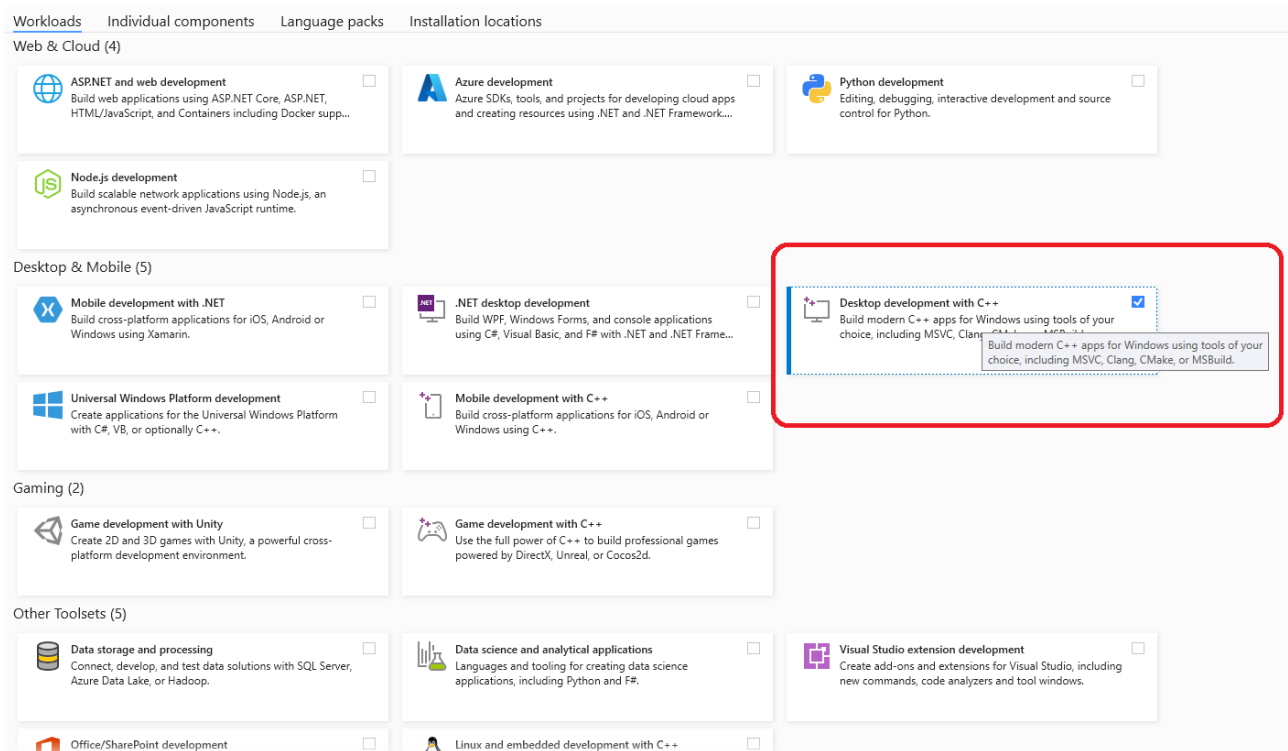 Workloads Individual components Language packs Installation locations
Web & Cloud (4)
ASP.NET and web development
Build web applications using ASP.NET Core, ASP.NET,
HTML/JavaScript, and Containers including Docker supp...
Azure development
Azure SDKs, tools, and projects for developing cloud apps
and creating resources using .NET and .NET Framework....
Python development
Editing, debugging, interactive development and source
control for Python.
Node.js development
Build scalable network applications using Node.js, an
asynchronous event-driven JavaScript runtime.
Desktop & Mobile (5)
Mobile development with .NET
Build cross-platform applications for iOS, Android or
Windows using Xamarin.
.NET
.NET desktop development
Build WPF, Windows Forms, and console applications
using C#, Visual Basic, and F# with .NET and .NET Frame...
Desktop development with C++
Build modern C++ apps for Windows using tools of your
choice, including MSVC,
Build modern C++ apps for Windows using tools of your
choice, including MSVC, Clang, CMake, or MSBuild.
Universal Windows Platform development
Create applications for the Universal Windows Platform
with C#, VB, or optionally C++.
Mobile development with C++
Build cross-platform applications for iOS, Android or
Windows using C++.
Gaming (2)
Game development with Unity
Create 2D and 3D games with Unity, a powerful cross-
platform development environment.
Game development with C++
Use the full power of C++ to build professional games
powered by DirectX, Unreal, or Cocos2d.
Other Toolsets (5)
Data storage and processing
Connect, develop, and test data solutions with SQL Server,
Azure Data Lake, or Hadoop.
Data science and analytical applications
Languages and tooling for creating data science
applications, including Python and F#.
Visual Studio extension development
Create add-ons and extensions for Visual Studio, including
new commands, code analyzers and tool windows.
Office/SharePoint development
Linux and embedded development with C++